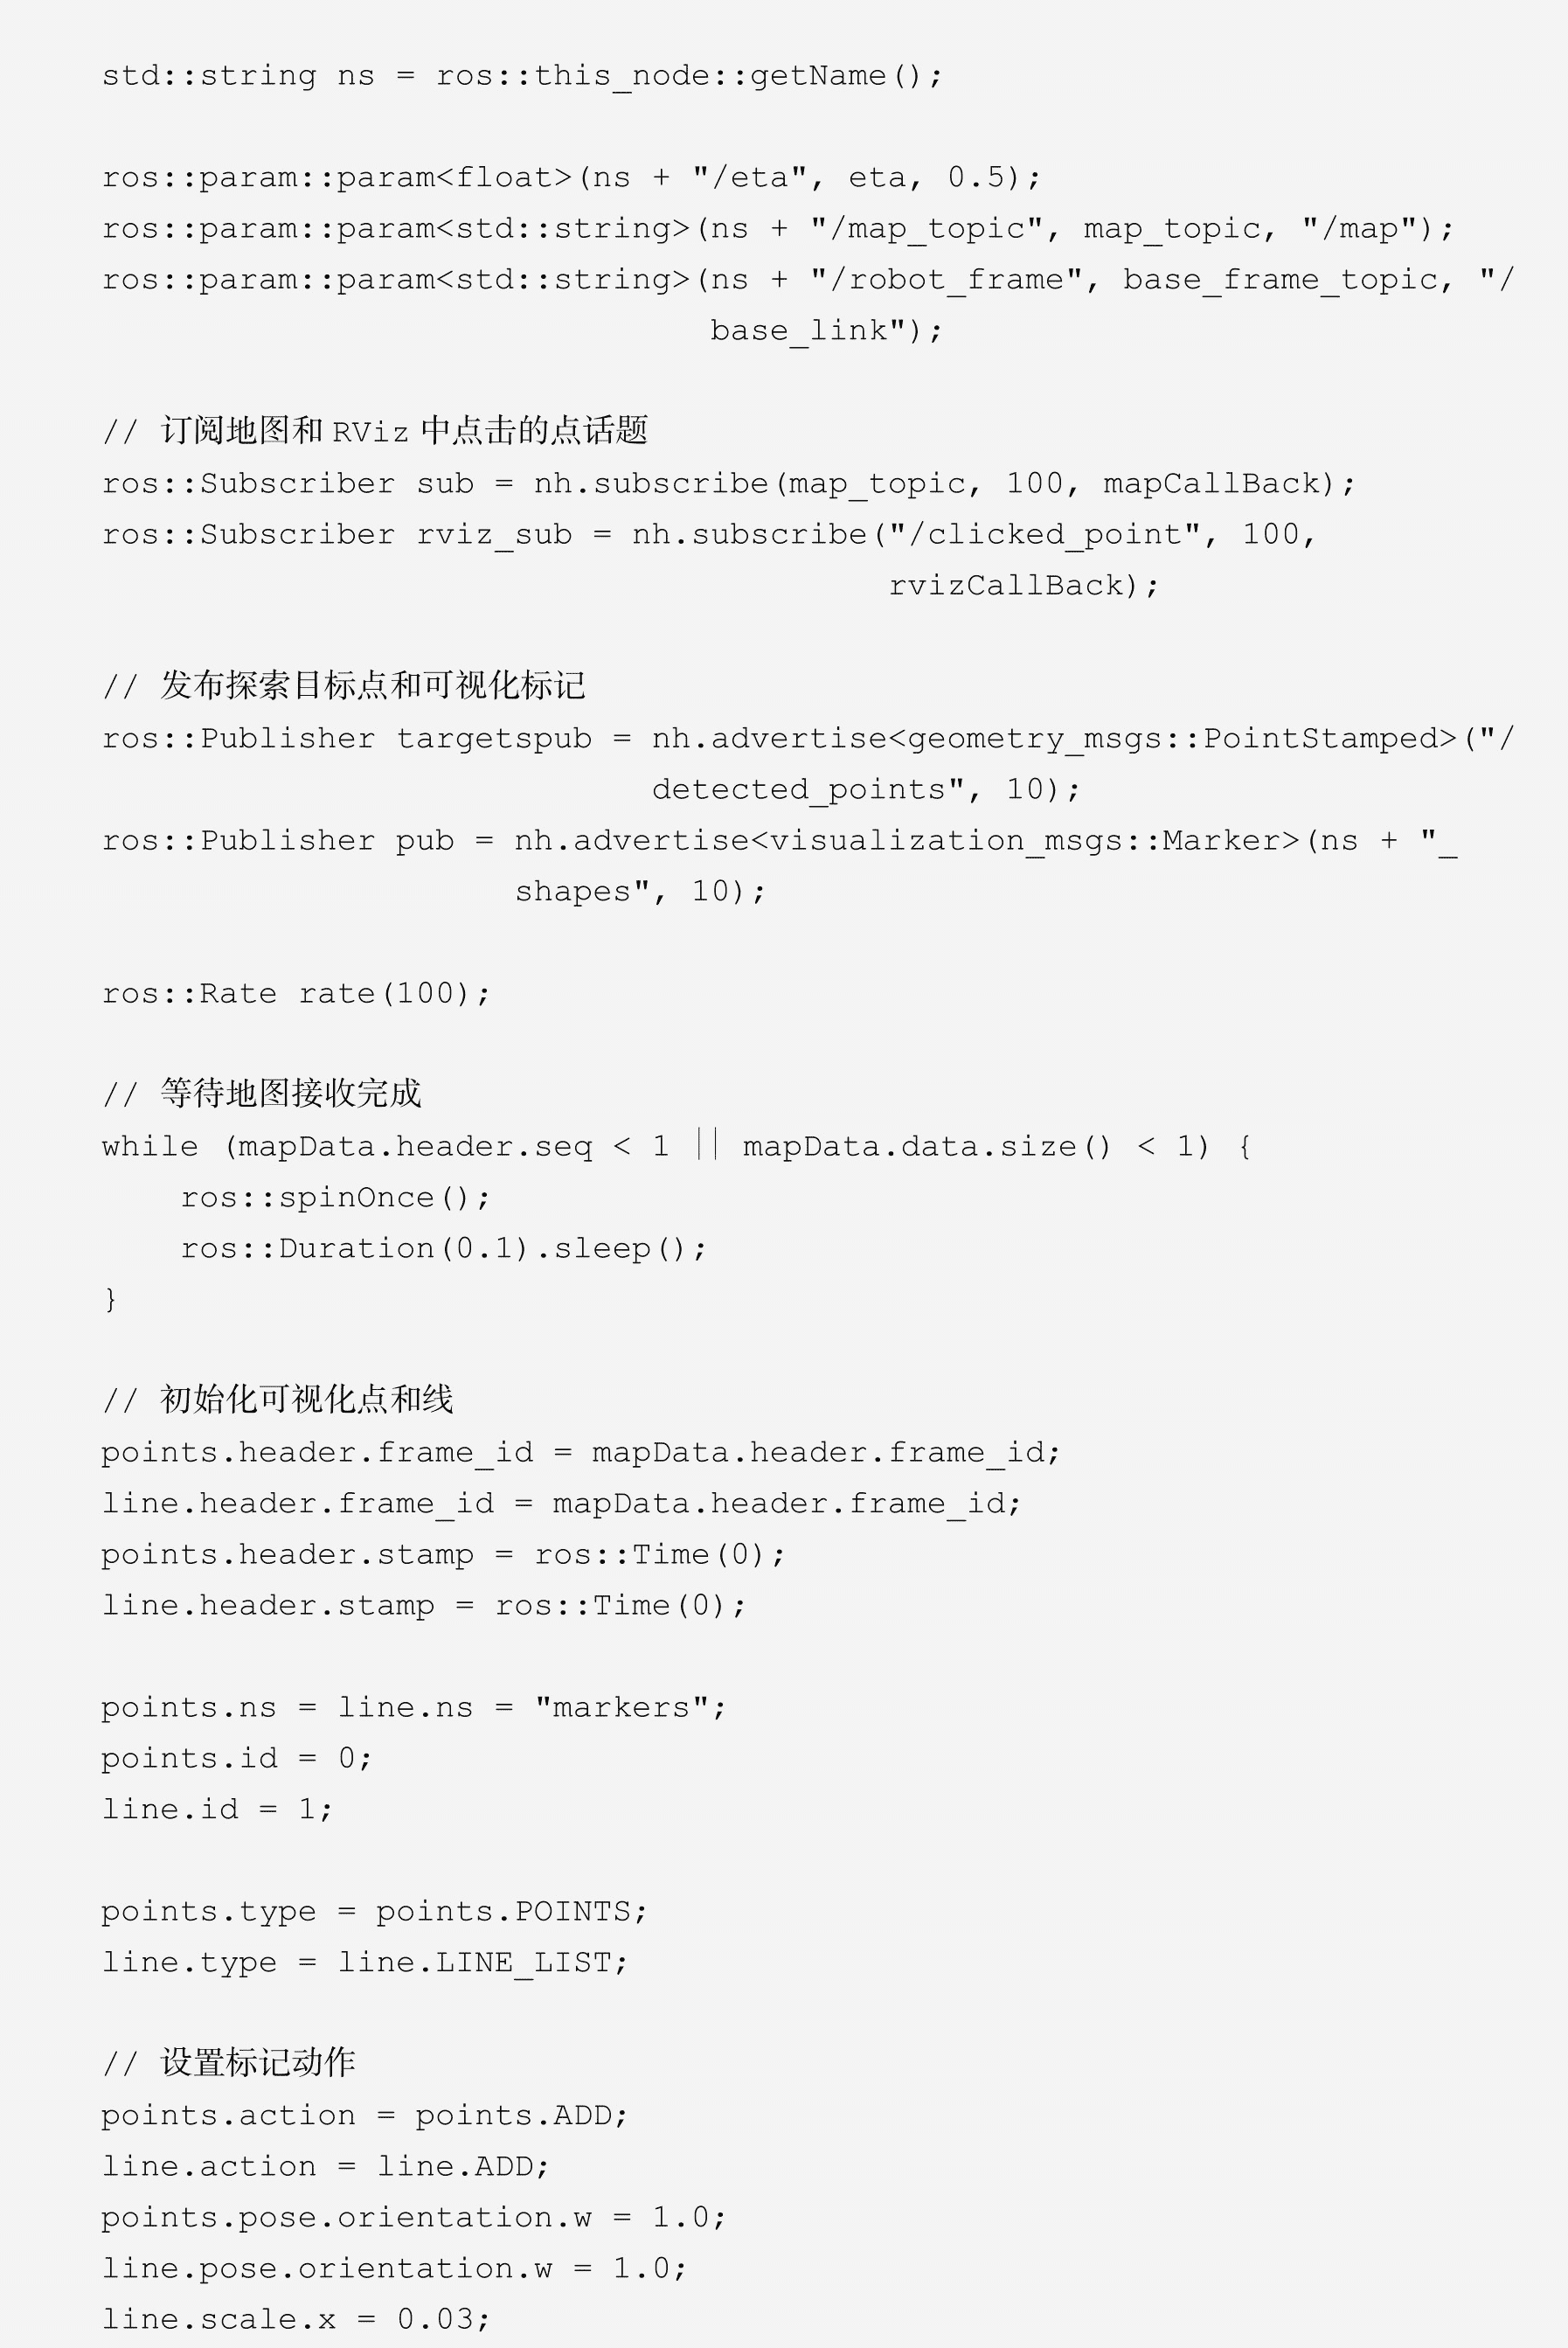 std::string ns = ros::this_node::getName();
ros::param::param<float>(ns + "/eta", eta, 0.5);
ros::param::param<std::string>(ns + "/map_topic", map_topic, "/map");
ros::param::param<std::string>(ns + "/robot_frame", base_frame_topic, "/
base_link");
// 订阅地图和 RViz 中点击的点话题
ros::Subscriber sub = nh.subscribe(map_topic, 100, mapCallBack);
ros::Subscriber rviz_sub = nh.subscribe("/clicked_point", 100,
rvizCallBack);
// 发布探索目标点和可视化标记
ros::Publisher targetspub = nh.advertise<geometry_msgs::PointStamped>("/
detected_points", 10);
ros::Publisher pub = nh.advertise<visualization_msgs::Marker>(ns + "_
shapes", 10);
ros::Rate rate(100);
// 等待地图接收完成
while (mapData.header.seq < 1 || mapData.data.size() < 1) {
ros::spinOnce();
ros::Duration(0.1).sleep();
}
// 初始化可视化点和线
points.header.frame_id = mapData.header.frame_id;
line.header.frame_id = mapData.header.frame_id;
points.header.stamp = ros::Time(0);
line.header.stamp = ros::Time(0);
points.ns = line.ns = "markers";
points.id = 0;
line.id = 1;
points.type = points.POINTS;
line.type = line.LINE_LIST;
// 设置标记动作
points.action = points.ADD;
line.action = line.ADD;
points.pose.orientation.w = 1.0;
line.pose.orientation.w = 1.0;
line.scale.x = 0.03;